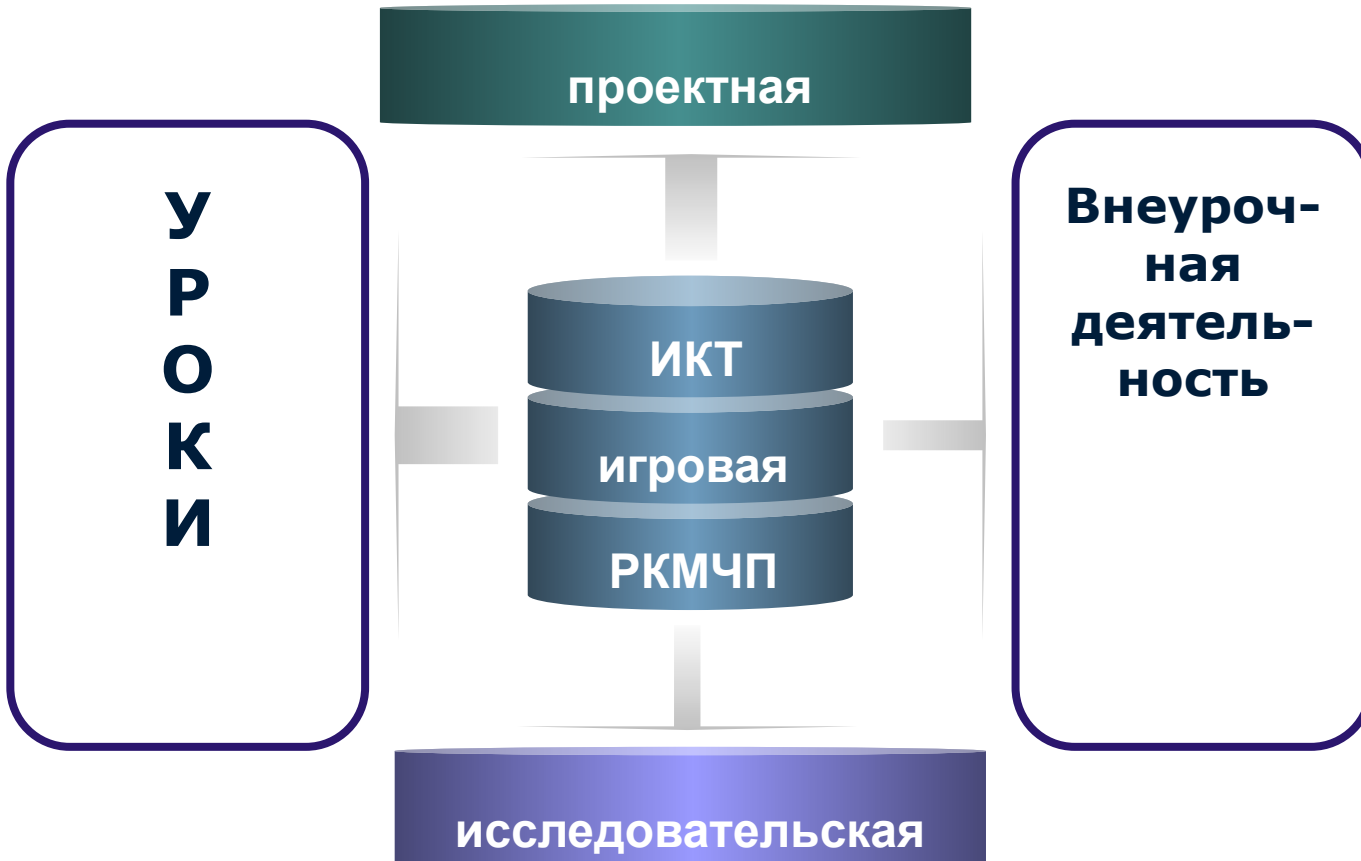 проектная
У
Р
О
К
И
Внеуроч-
ная
деятель-
ность
ИКТ
игровая
РКМЧП
исследовательская